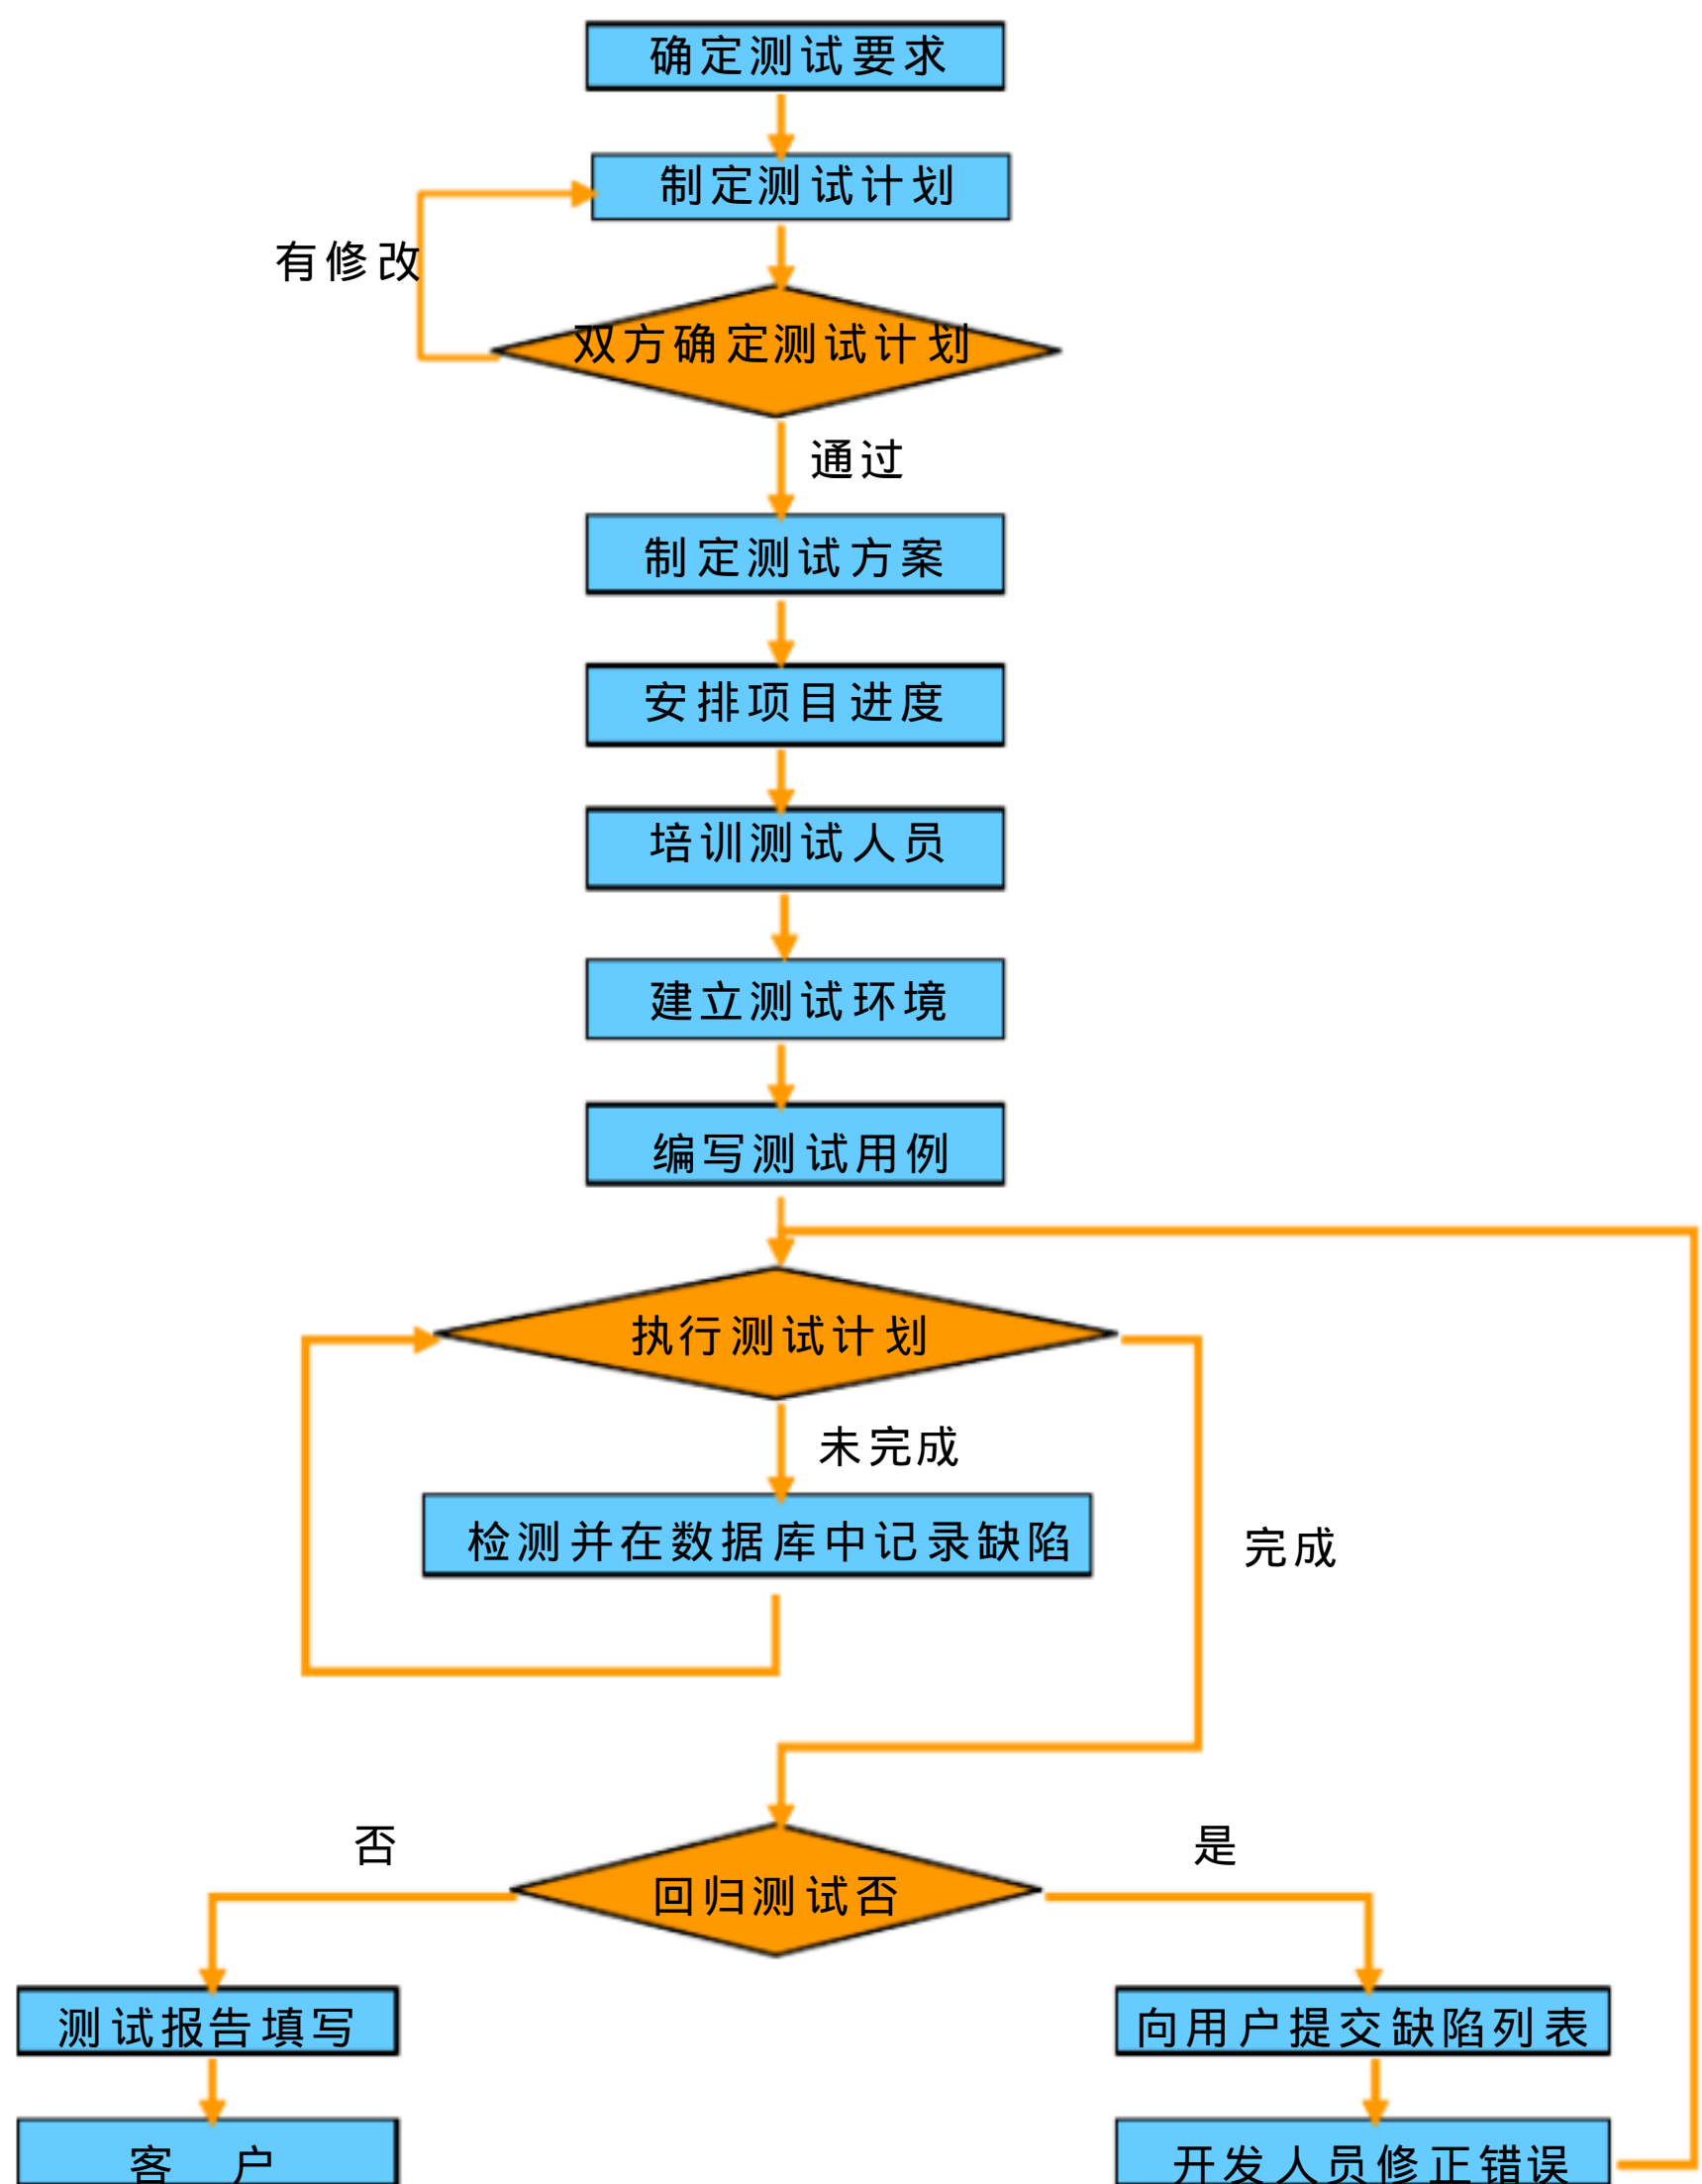 确定测试要求
制定测试计划
有修改
双方确定测试计划
通过
制定测试方案
安排项目进度
培训测试人员
建立测试环境
编写测试用例
执行测试计划
未完成
检测并在数据库中记录缺陷
完成
否
是
回归测试否
测试报告填写
向用户提交缺陷列表
客 户
开发人员修正错误